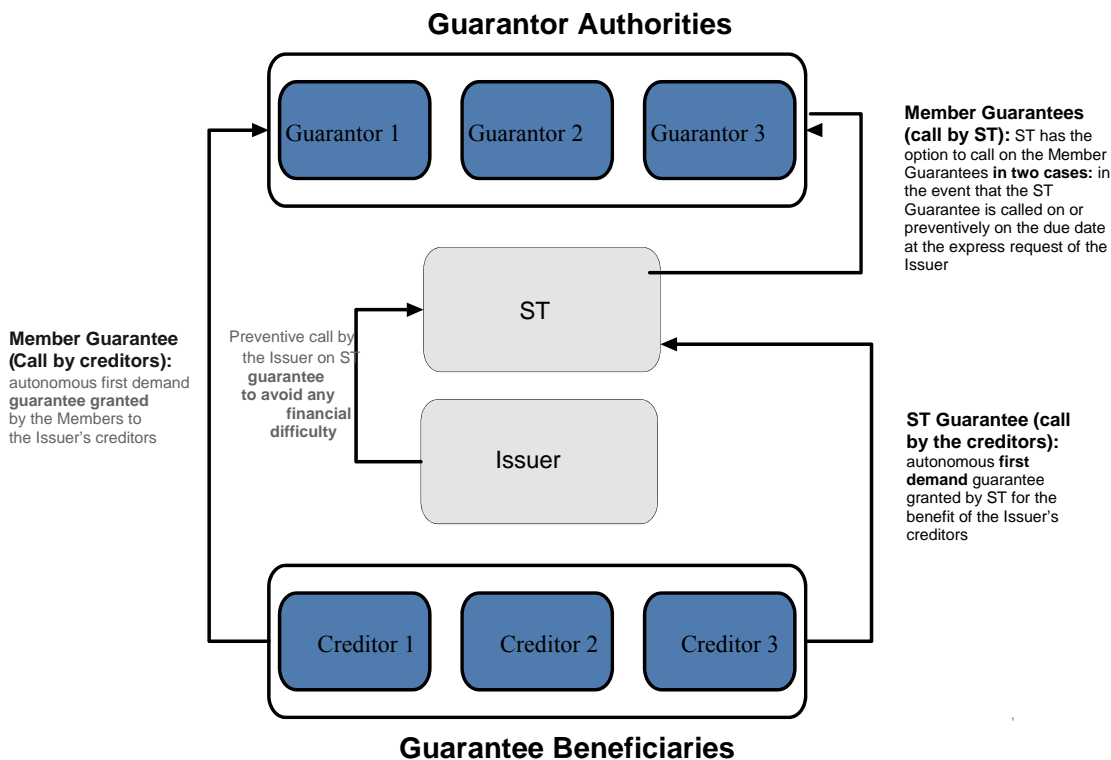 Guarantor Authorities
Guarantor 1
Guarantor 2
Guarantor 3
Member Guarantees
(call by ST): ST has the
option to call on the Member
Guarantees in two cases: in
the event that the ST
Guarantee is called on or
preventively on the due date
at the express request of the
Issuer
ST
Member Guarantee
(Call by creditors):
autonomous first demand
guarantee granted
by the Members to
the Issuer's creditors
Preventive call by
the Issuer on ST
guarantee
to avoid any
financial
difficulty
Issuer
ST Guarantee (call
by the creditors):
autonomous first
demand guarantee
granted by ST for the
benefit of the Issuer's
creditors
Creditor 1
Creditor 2
Creditor 3
,
Guarantee Beneficiaries